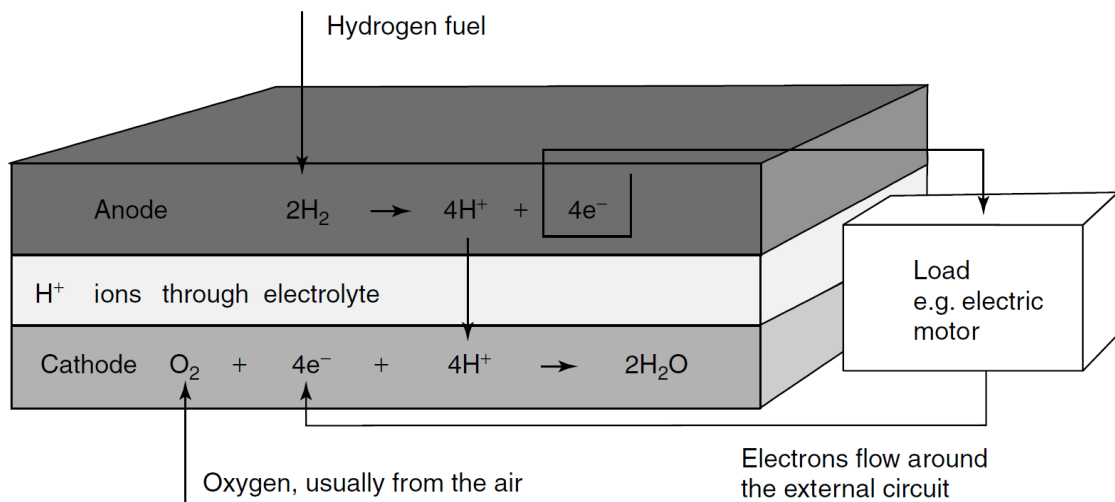 Hydrogen fuel
Anode 2H₂ → 4H⁺ + 4e⁻
H⁺ ions through electrolyte
Cathode O₂ + 4e⁻ + 4H⁺ → 2H₂O
Load
e.g. electric
motor
Oxygen, usually from the air
Electrons flow around
the external circuit